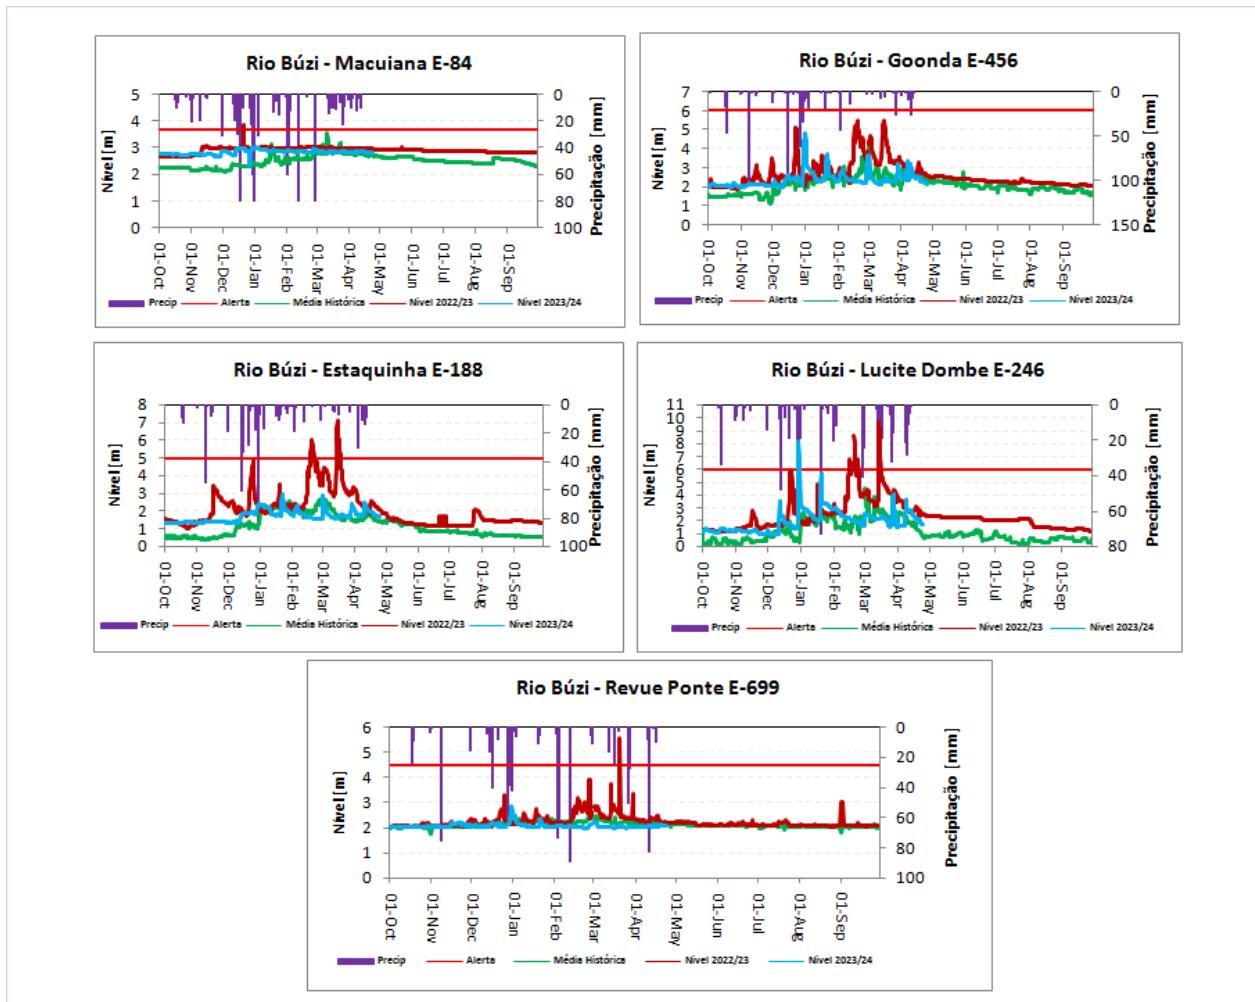 Rio Búzi - Macuiana E-84
Nível [m]
5
4
3
2
1
0
0
20
40
60
80
100
Precipitação [mm]
01-Oct
01-Nov
01-Dec
01-Jan
01-Feb
01-Mar
01-Apr
01-May
01-Jun
01-Jul
01-Aug
01-Sep
Precip Alerta Média Histórica Nivel 2022/23 Nivel 2023/24
Rio Búzi - Goonda E-456
Nível [m]
7
6
5
4
3
2
1
0
0
50
100
150
Precipitação [mm]
01-Oct
01-Nov
01-Dec
01-Jan
01-Feb
01-Mar
01-Apr
01-May
01-Jun
01-Jul
01-Aug
01-Sep
Precip Alerta Média Histórica Nivel 2022/23 Nivel 2023/24
Rio Búzi - Estaquinha E-188
Nível [m]
8
7
6
5
4
3
2
1
0
0
20
40
60
80
100
Precipitação [mm]
01-Oct
01-Nov
01-Dec
01-Jan
01-Feb
01-Mar
01-Apr
01-May
01-Jun
01-Jul
01-Aug
01-Sep
Precip Alerta Média Histórica Nivel 2022/23 Nivel 2023/24
Rio Búzi - Lucite Dombe E-246
Nível [m]
11
10
9
8
7
6
5
4
3
2
1
0
0
20
40
60
80
Precipitação [mm]
01-Oct
01-Nov
01-Dec
01-Jan
01-Feb
01-Mar
01-Apr
01-May
01-Jun
01-Jul
01-Aug
01-Sep
Precip Alerta Média Histórica Nivel 2022/23 Nivel 2023/24
Rio Búzi - Revue Ponte E-699
Nível [m]
6
5
4
3
2
1
0
0
20
40
60
80
100
Precipitação [mm]
01-Oct
01-Nov
01-Dec
01-Jan
01-Feb
01-Mar
01-Apr
01-May
01-Jun
01-Jul
01-Aug
01-Sep
Precip Alerta Média Histórica Nivel 2022/23 Nivel 2023/24